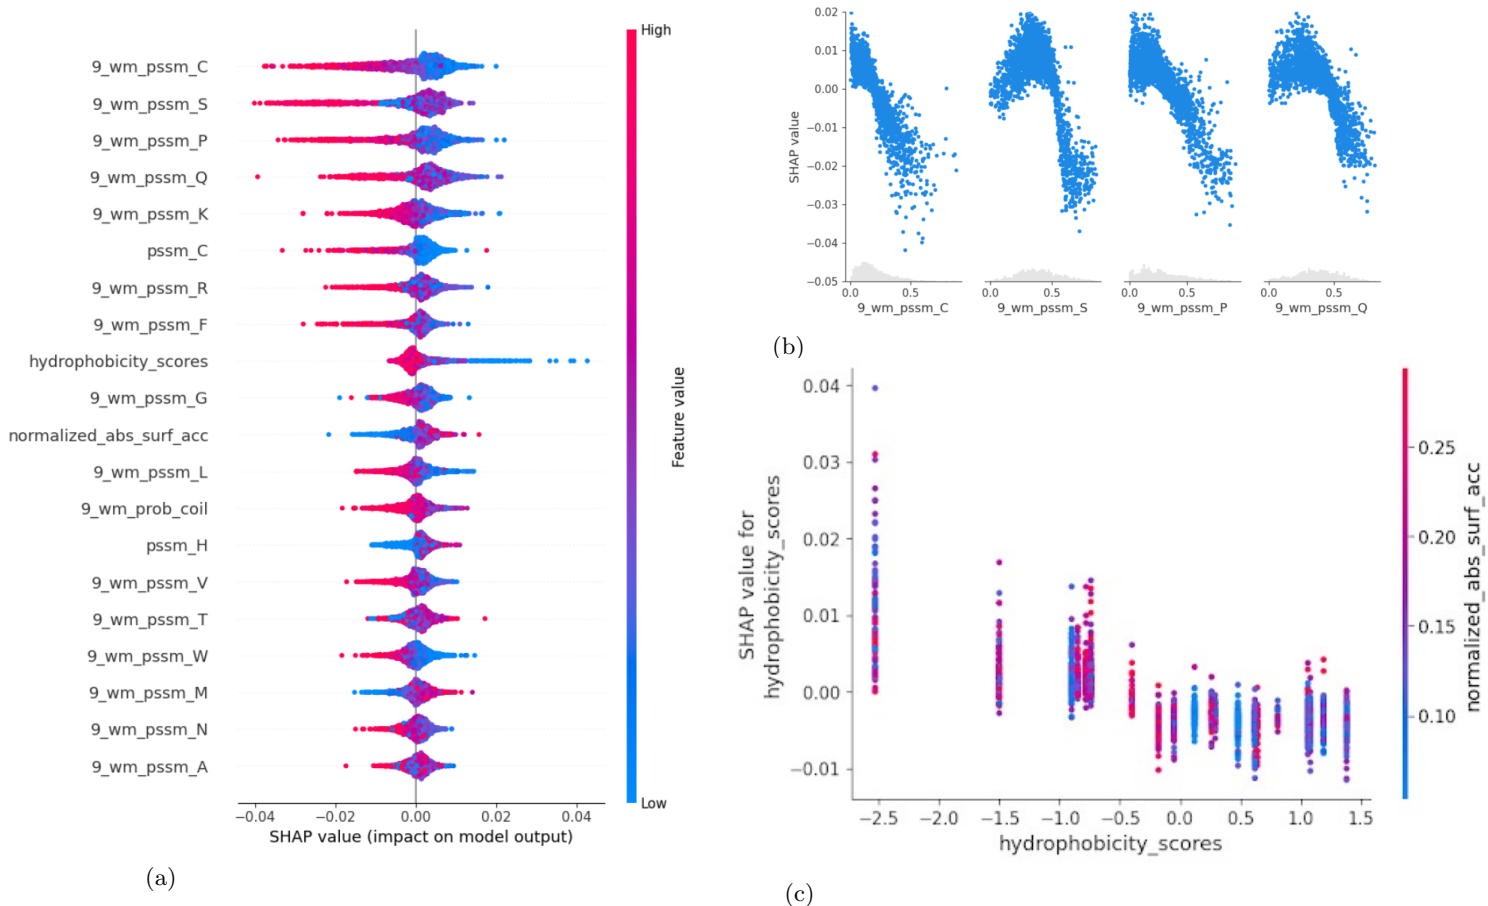 9_wm_pssm_C
9_wm_pssm_S
9_wm_pssm_P
9_wm_pssm_Q
9_wm_pssm_K
pssm_C
9_wm_pssm_R
9_wm_pssm_F
hydrophobicity_scores
9_wm_pssm_G
normalized_abs_surf_acc
9_wm_pssm_L
9_wm_prob_coil
pssm_H
9_wm_pssm_V
9_wm_pssm_T
9_wm_pssm_W
9_wm_pssm_M
9_wm_pssm_N
9_wm_pssm_A
−0.04 −0.02 0.00 0.02 0.04
SHAP value (impact on model output)
High
Feature value
Low
(a)
0.02
0.01
0.00
−0.01
−0.02
−0.03
−0.04
−0.05
SHAP value
0.0 0.5 0.0 0.5 0.0 0.5 0.0 0.5
9_wm_pssm_C 9_wm_pssm_S 9_wm_pssm_P 9_wm_pssm_Q
(b)
0.04
0.03
0.02
0.01
0.00
−0.01
SHAP value for
hydrophobicity_scores
−2.5 −2.0 −1.5 −1.0 −0.5 0.0 0.5 1.0 1.5
hydrophobicity_scores
0.25
0.20
0.15
0.10
normalized_abs_surf_acc
(c)